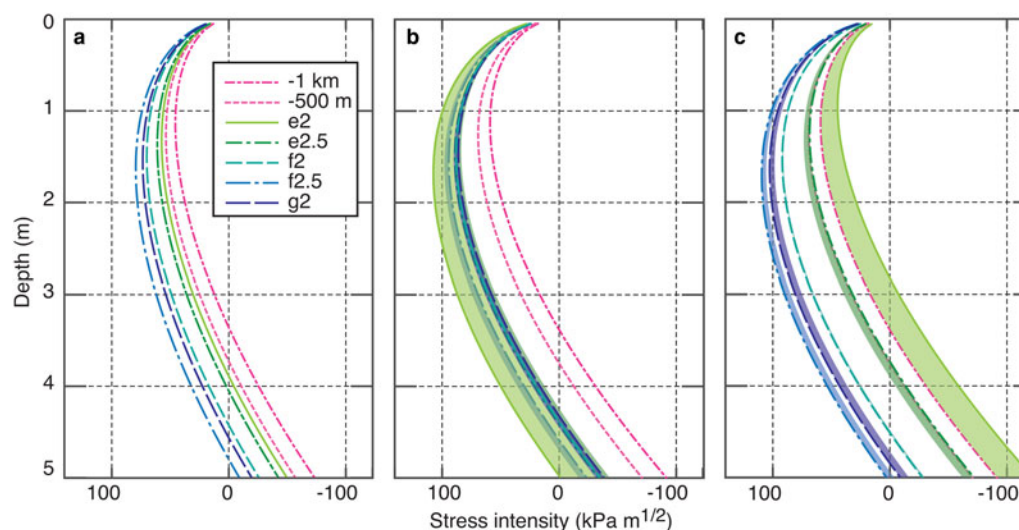 a
b
c
-1 km
-500 m
e2
e2.5
f2
f2.5
g2
Depth (m)
0
1
2
3
4
5
100 0 -100 100 0 -100 100 0 -100
Stress intensity (kPa m1/2)